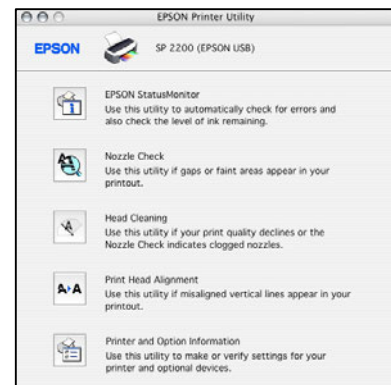 EPSON Printer Utility
EPSON SP 2200 (EPSON USB)
EPSON StatusMonitor
Use this utility to automatically check for errors and
also check the level of ink remaining.
Nozzle Check
Use this utility if gaps or faint areas appear in your
printout.
Head Cleaning
Use this utility if your print quality declines or the
Nozzle Check indicates clogged nozzles.
Print Head Alignment
Use this utility if misaligned vertical lines appear in your
printout.
Printer and Option Information
Use this utility to make or verify settings for your
printer and optional devices.